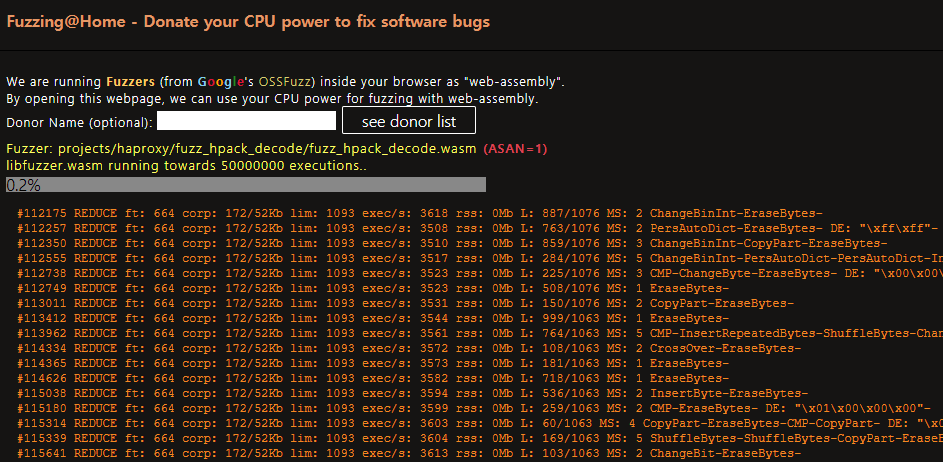 Fuzzing@Home - Donate your CPU power to fix software bugs
We are running Fuzzers (from Google's OSSFuzz) inside your browser as "web-assembly".
By opening this webpage, we can use your CPU power for fuzzing with web-assembly.
Donor Name (optional): see donor list
Fuzzer: projects/haproxy/fuzz_hpack_decode/fuzz_hpack_decode.wasm (ASAN=1)
libfuzzer.wasm running towards 50000000 executions..
0.2%
#112175 REDUCE ft: 664 corp: 172/52Kb lim: 1093 exec/s: 3618 rss: 0Mb L: 887/1076 MS: 2 ChangeBinInt-EraseBytes-
#112257 REDUCE ft: 664 corp: 172/52Kb lim: 1093 exec/s: 3508 rss: 0Mb L: 763/1076 MS: 2 PersAutoDict-EraseBytes- DE: "\xff\xff"-
#112350 REDUCE ft: 664 corp: 172/52Kb lim: 1093 exec/s: 3510 rss: 0Mb L: 859/1076 MS: 3 ChangeBinInt-CopyPart-EraseBytes-
#112555 REDUCE ft: 664 corp: 172/52Kb lim: 1093 exec/s: 3517 rss: 0Mb L: 284/1076 MS: 5 ChangeBinInt-PersAutoDict-PersAutoDict-In
#112738 REDUCE ft: 664 corp: 172/52Kb lim: 1093 exec/s: 3523 rss: 0Mb L: 225/1076 MS: 3 CMP-ChangeByte-EraseBytes- DE: "\x00\x00\
#112749 REDUCE ft: 664 corp: 172/52Kb lim: 1093 exec/s: 3523 rss: 0Mb L: 508/1076 MS: 1 EraseBytes-
#113011 REDUCE ft: 664 corp: 172/52Kb lim: 1093 exec/s: 3531 rss: 0Mb L: 150/1076 MS: 2 CopyPart-EraseBytes-
#113412 REDUCE ft: 664 corp: 172/52Kb lim: 1093 exec/s: 3544 rss: 0Mb L: 999/1063 MS: 1 EraseBytes-
#113962 REDUCE ft: 664 corp: 172/52Kb lim: 1093 exec/s: 3561 rss: 0Mb L: 764/1063 MS: 5 CMP-InsertRepeatedBytes-ShuffleBytes-Chan
#114334 REDUCE ft: 664 corp: 172/52Kb lim: 1093 exec/s: 3572 rss: 0Mb L: 108/1063 MS: 2 CrossOver-EraseBytes-
#114365 REDUCE ft: 664 corp: 172/52Kb lim: 1093 exec/s: 3573 rss: 0Mb L: 181/1063 MS: 1 EraseBytes-
#114626 REDUCE ft: 664 corp: 172/52Kb lim: 1093 exec/s: 3582 rss: 0Mb L: 718/1063 MS: 1 EraseBytes-
#115038 REDUCE ft: 664 corp: 172/52Kb lim: 1093 exec/s: 3594 rss: 0Mb L: 536/1063 MS: 2 InsertByte-EraseBytes-
#115180 REDUCE ft: 664 corp: 172/52Kb lim: 1093 exec/s: 3599 rss: 0Mb L: 259/1063 MS: 2 CMP-EraseBytes- DE: "\x01\x00\x00\x00"-
#115314 REDUCE ft: 664 corp: 172/52Kb lim: 1093 exec/s: 3603 rss: 0Mb L: 60/1063 MS: 4 CopyPart-EraseBytes-CMP-CopyPart- DE: "\x0
#115339 REDUCE ft: 664 corp: 172/52Kb lim: 1093 exec/s: 3604 rss: 0Mb L: 169/1063 MS: 5 ShuffleBytes-ShuffleBytes-CopyPart-Erase
#115641 REDUCE ft: 664 corp: 172/52Kb lim: 1093 exec/s: 3613 rss: 0Mb L: 103/1063 MS: 2 ChangeBit-EraseBytes-